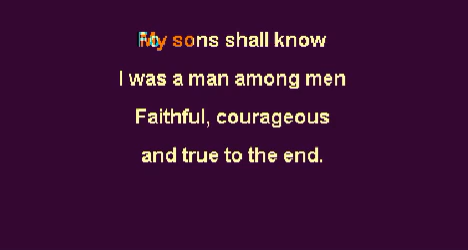 My sons shall know
I was a man among men
Faithful, courageous
and true to the end.